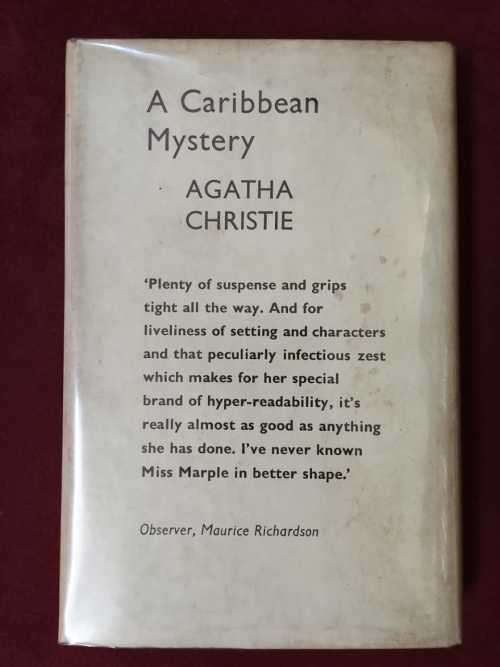 A Caribbean
Mystery
AGATHA
CHRISTIE
‘Plenty of suspense and grips
tight all the way. And for
liveliness of setting and characters
and that peculiarly infectious zest
which makes for her special
brand of hyper-readability, it’s
really almost as good as anything
she has done. I’ve never known
Miss Marple in better shape.’
Observer, Maurice Richardson